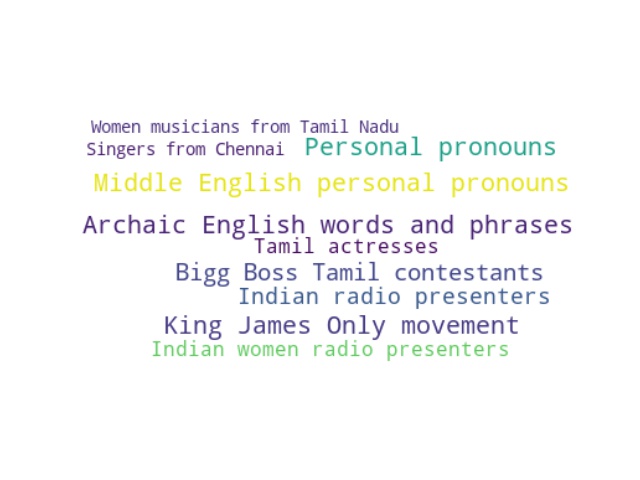 Women musicians from Tamil Nadu
Singers from Chennai Personal pronouns
Middle English personal pronouns
Archaic English words and phrases
Tamil actresses
Bigg Boss Tamil contestants
Indian radio presenters
King James Only movement
Indian women radio presenters